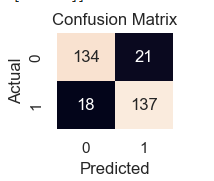 Confusion Matrix
0 134 21
1 18 137
0 1
Actual
Predicted